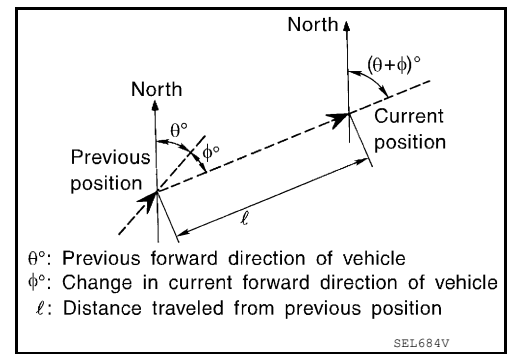 North
(θ+ϕ)°
North
θ°
ϕ°
Current
position
Previous
position
ℓ
θ°: Previous forward direction of vehicle
ϕ°: Change in current forward direction of vehicle
ℓ: Distance traveled from previous position
SEL684V